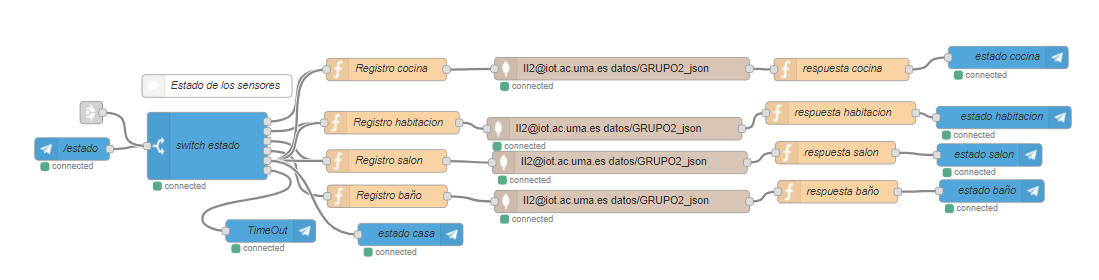 estado cocina
connected
Registro cocina
II2@iot.ac.uma.es datos/GRUPO2_json
connected
respuesta cocina
Estado de los sensores
Registro habitacion
II2@iot.ac.uma.es datos/GRUPO2_json
connected
respuesta habitacion
estado habitacion
connected
/estado
connected
switch estado
connected
Registro salon
II2@iot.ac.uma.es datos/GRUPO2_json
connected
respuesta salon
estado salon
connected
Registro baño
II2@iot.ac.uma.es datos/GRUPO2_json
connected
respuesta baño
estado baño
connected
TimeOut
connected
estado casa
connected